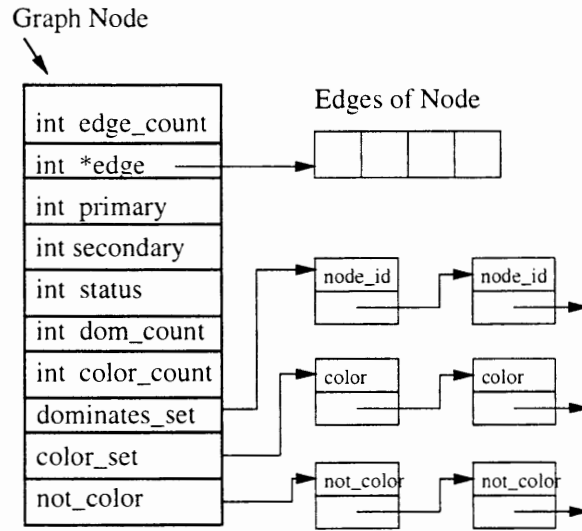 Graph Node
Edges of Node
int edge_count
int *edge
int primary
int secondary
int status
int dom_count
int color_count
dominates_set
color_set
not_color
node_id node_id
color color
not_color not_color